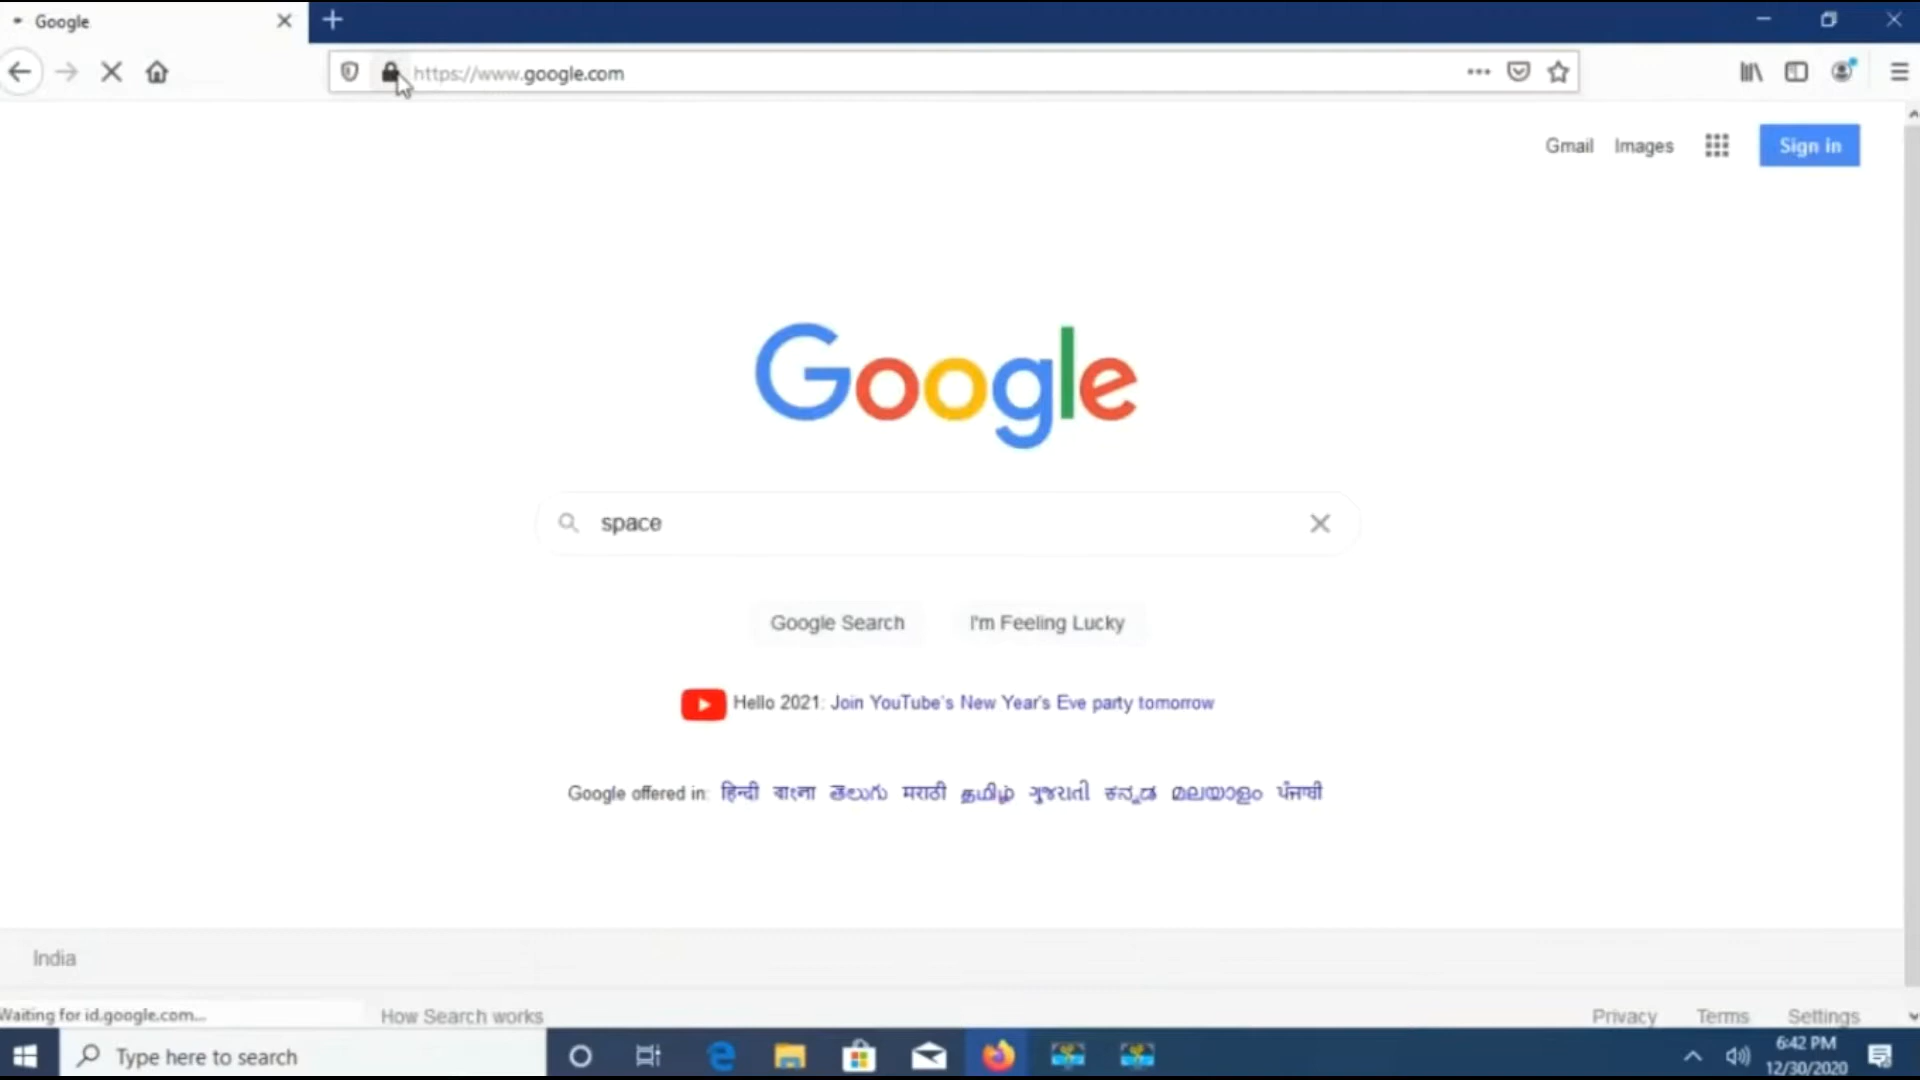 Google
https://www.google.com
Gmail Images Sign in
Google
space
Google Search I'm Feeling Lucky
Hello 2021: Join YouTube's New Year's Eve party tomorrow
Google offered in: हिन्दी বাংলা తెలుగు मराठी தமிழ் ગુજરાતી ಕನ್ನಡ മലയാളം ਪੰਜਾਬੀ
India
Waiting for id.google.com... How Search works Privacy Terms Settings
Type here to search
6:42 PM
12/30/2020